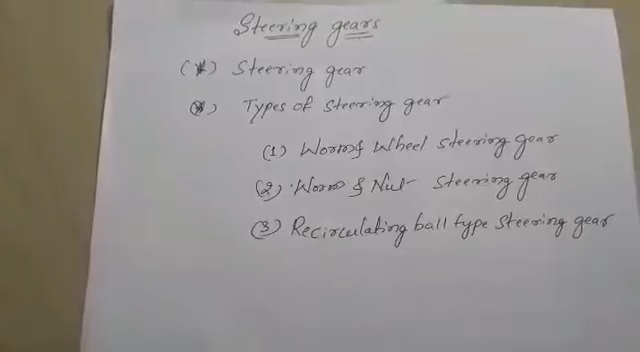 Steering gears
(*) Steering gear
(*) Types of Steering gear
(1) Worm & Wheel steering gear
(2) Worm & Nut steering gear
(3) Recirculating ball type steering gear